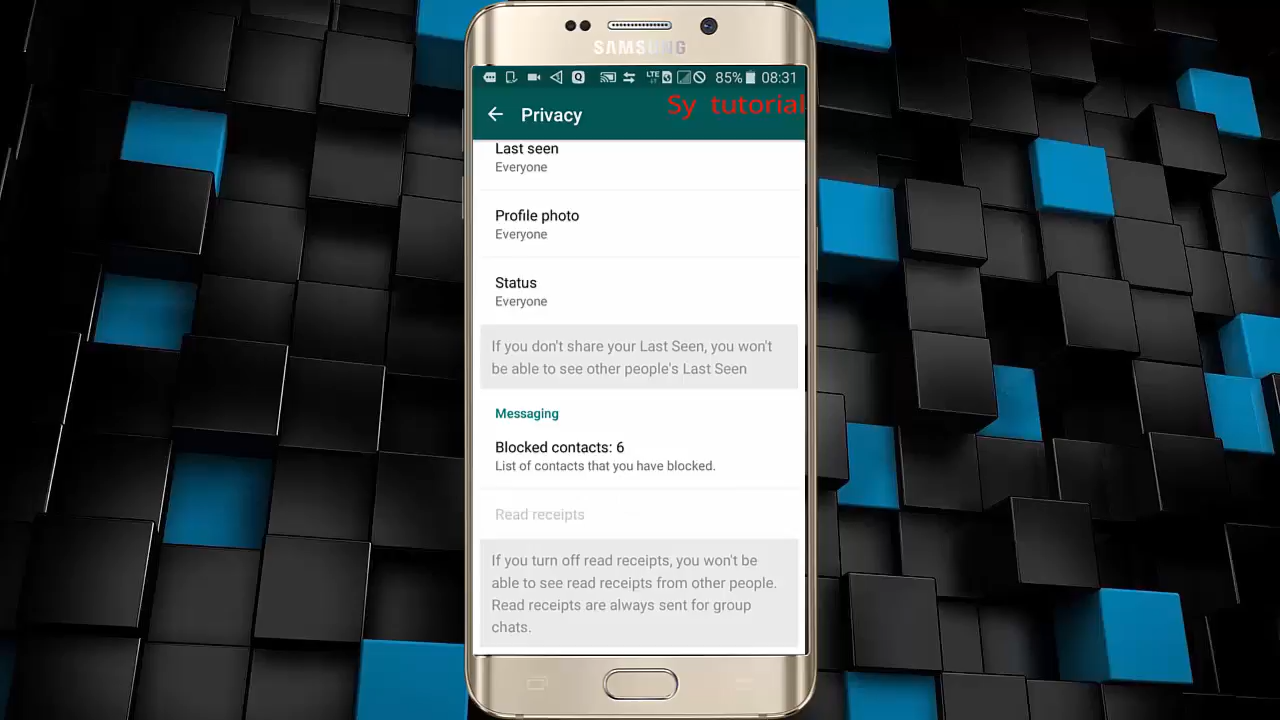 SAMSUNG
LTE 85% 08:31
Sy tutorial
Privacy
Last seen
Everyone
Profile photo
Everyone
Status
Everyone
If you don't share your Last Seen, you won't
be able to see other people's Last Seen
Messaging
Blocked contacts: 6
List of contacts that you have blocked.
Read receipts
If you turn off read receipts, you won't be
able to see read receipts from other people.
Read receipts are always sent for group
chats.